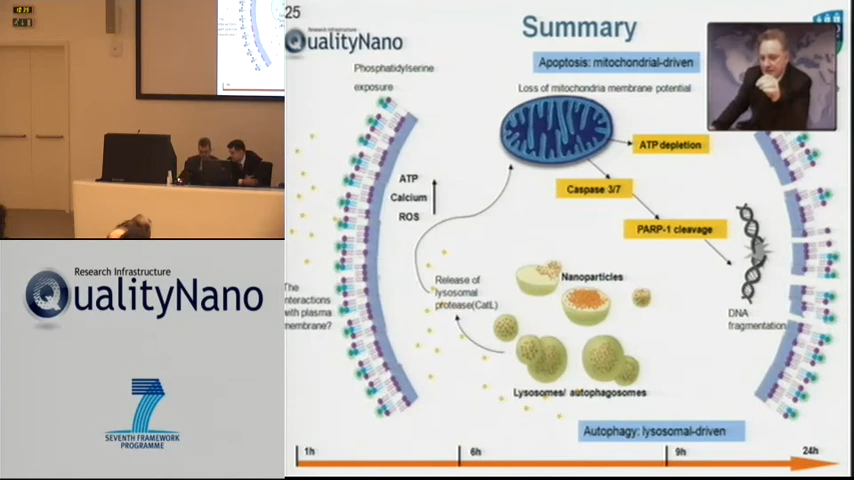 25
Research Infrastructure
QualityNano
Summary
Apoptosis: mitochondrial-driven
Phosphatidylserine
exposure
Loss of mitochondria membrane potential
ATP depletion
ATP
Calcium
ROS
Caspase 3/7
PARP-1 cleavage
Nanoparticles
Release of
lysosomal
protease(CatL)
The
interactions
with plasma
membrane?
DNA
fragmentation
Lysosomes/ autophagosomes
Autophagy: lysosomal-driven
1h
6h
9h
24h
Research Infrastructure
QualityNano
7
SEVENTH FRAMEWORK
PROGRAMME